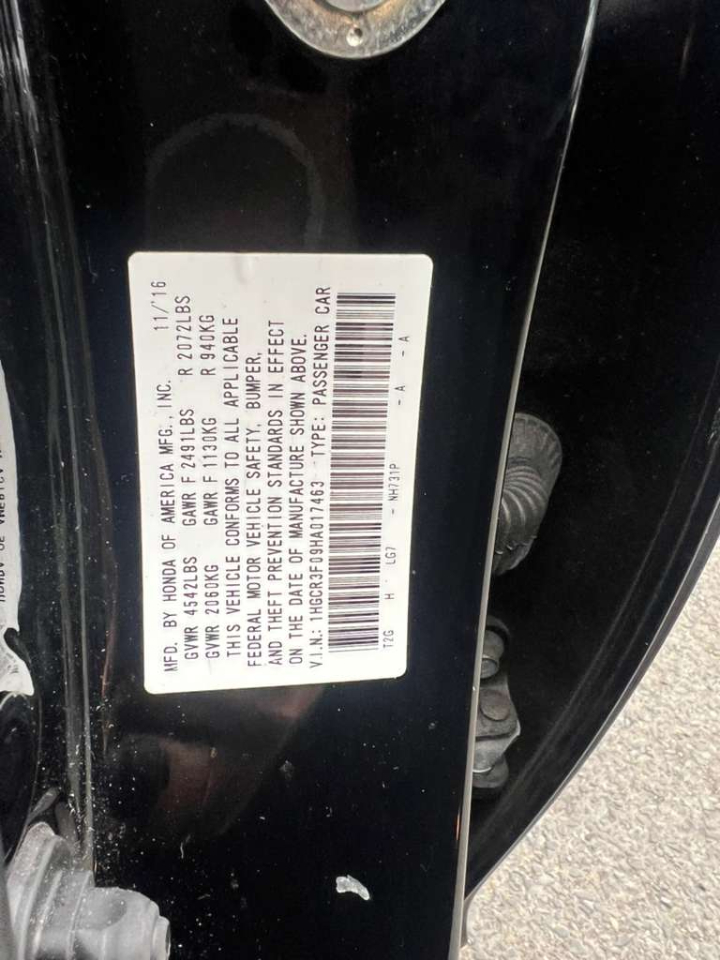 MFD. BY HONDA OF AMERICA MFG., INC. 11/'16
GVWR 4542LBS GAWR F 2491LBS R 2072LBS
GVWR 2060KG GAWR F 1130KG R 940KG
THIS VEHICLE CONFORMS TO ALL APPLICABLE
FEDERAL MOTOR VEHICLE SAFETY, BUMPER,
AND THEFT PREVENTION STANDARDS IN EFFECT
ON THE DATE OF MANUFACTURE SHOWN ABOVE.
V.I.N.: 1HGCR3F09HA017463 TYPE: PASSENGER CAR
T2G H LG7 - NH731P - A - A